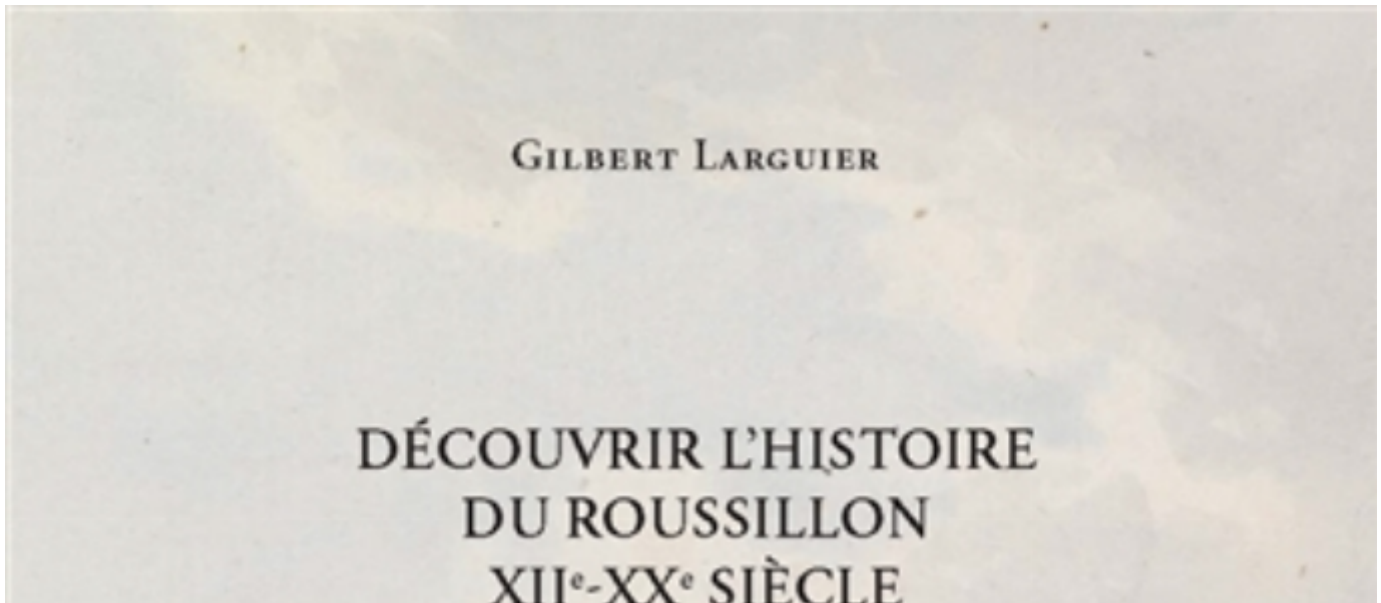 GILBERT LARGUIER
DÉCOUVRIR L'HISTOIRE
DU ROUSSILLON
XIIᵉ-XXᵉ SIÈCLE